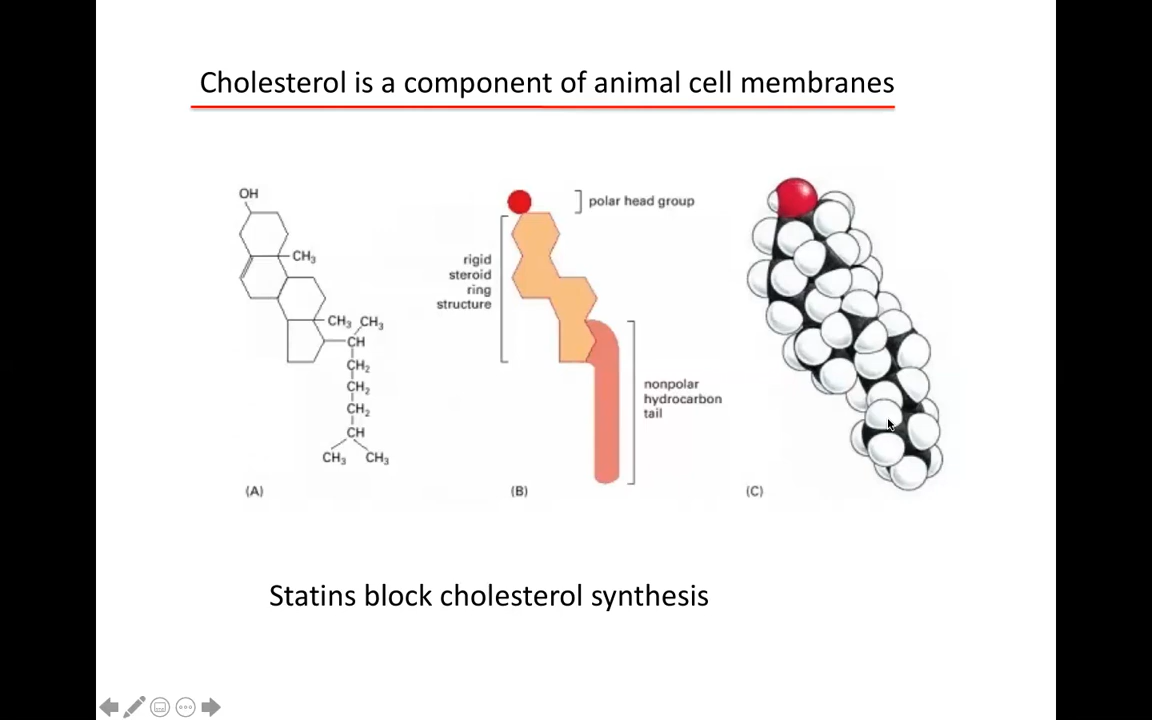 Cholesterol is a component of animal cell membranes
OH
CH₃
CH₃ CH₃
CH
CH₂
CH₂
CH₂
CH
CH₃ CH₃
(A)
polar head group
rigid
steroid
ring
structure
nonpolar
hydrocarbon
tail
(B)
(C)
Statins block cholesterol synthesis